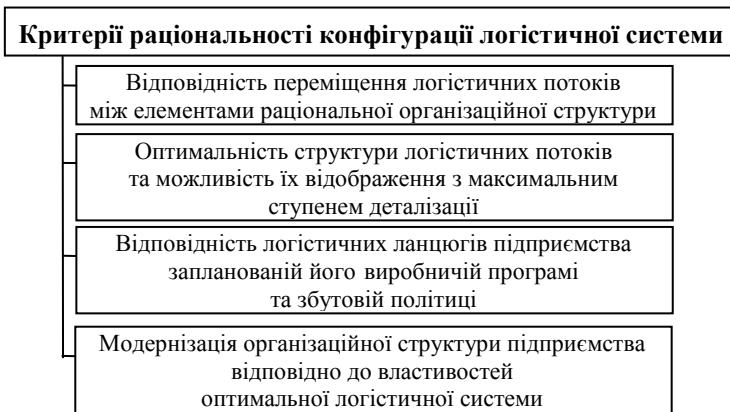 Критерії раціональності конфігурації логістичної системи
Відповідність переміщення логістичних потоків
між елементами раціональної організаційної структури
Оптимальність структури логістичних потоків
та можливість їх відображення з максимальним
ступенем деталізації
Відповідність логістичних ланцюгів підприємства
запланованій його виробничій програмі
та збутовій політиці
Модернізація організаційної структури підприємства
відповідно до властивостей
оптимальної логістичної системи